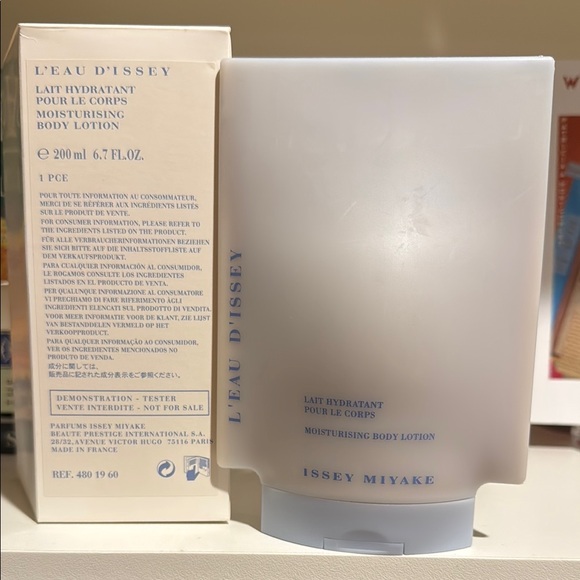 L'EAU D'ISSEY
LAIT HYDRATANT
POUR LE CORPS
MOISTURISING
BODY LOTION
℮ 200 ml 6.7 FL.OZ.
1 PCE
POUR TOUTE INFORMATION AU CONSOMMATEUR,
MERCI DE SE RÉFÉRER AUX INGRÉDIENTS LISTÉS
SUR LE PRODUIT DE VENTE.
FOR CONSUMER INFORMATION, PLEASE REFER TO
THE INGREDIENTS LISTED ON THE PRODUCT.
FÜR ALLE VERBRAUCHERINFORMATIONEN BEZIEHEN
SIE SICH BITTE AUF DIE INHALTSSTOFFLISTE AUF
DEM VERKAUFSPRODUKT.
PARA CUALQUIER INFORMACIÓN AL CONSUMIDOR,
LE ROGAMOS CONSULTE LOS INGREDIENTES
LISTADOS EN EL PRODUCTO DE VENTA.
PER QUALUNQUE INFORMAZIONE AL CONSUMATORE
VI PREGHIAMO DI FARE RIFERIMENTO AGLI
INGREDIENTI ELENCATI SUL PRODOTTO DI VENDITA.
VOOR MEER INFORMATIE VOOR DE KLANT, ZIE LIJST
VAN BESTANDDELEN VERMELD OP HET
VERKOOPPRODUCT.
PARA QUALQUER INFORMAÇÃO AO CONSUMIDOR,
VER OS INGREDIENTES MENCIONADOS NO
PRODUTO DE VENDA.
成分に関しては、
販売品に記された成分表示をご参照ください。
DEMONSTRATION - TESTER
VENTE INTERDITE - NOT FOR SALE
PARFUMS ISSEY MIYAKE
BEAUTE PRESTIGE INTERNATIONAL S.A.
28/32, AVENUE VICTOR HUGO 75116 PARIS
MADE IN FRANCE
REF. 480 19 60
L'EAU D'ISSEY
LAIT HYDRATANT
POUR LE CORPS
MOISTURISING BODY LOTION
ISSEY MIYAKE
W